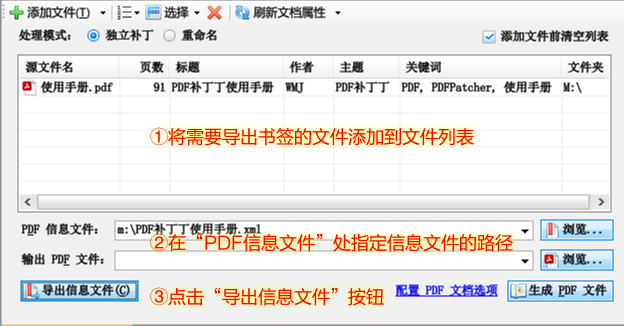 添加文件(I) 选择 刷新文档属性
处理模式: 独立补丁 重命名 添加文件前清空列表
源文件名 页数 标题 作者 主题 关键词 文件夹
使用手册.pdf 91 PDF补丁丁使用手册 WMJ PDF补丁丁 PDF, PDFPatcher, 使用手册 M:\
①将需要导出书签的文件添加到文件列表
PDF 信息文件: m:\PDF补丁丁使用手册.xml 浏览...
②在“PDF信息文件”处指定信息文件的路径
输出 PDF 文件: 浏览...
导出信息文件(C) ③点击“导出信息文件”按钮 配置 PDF 文档选项 生成 PDF 文件